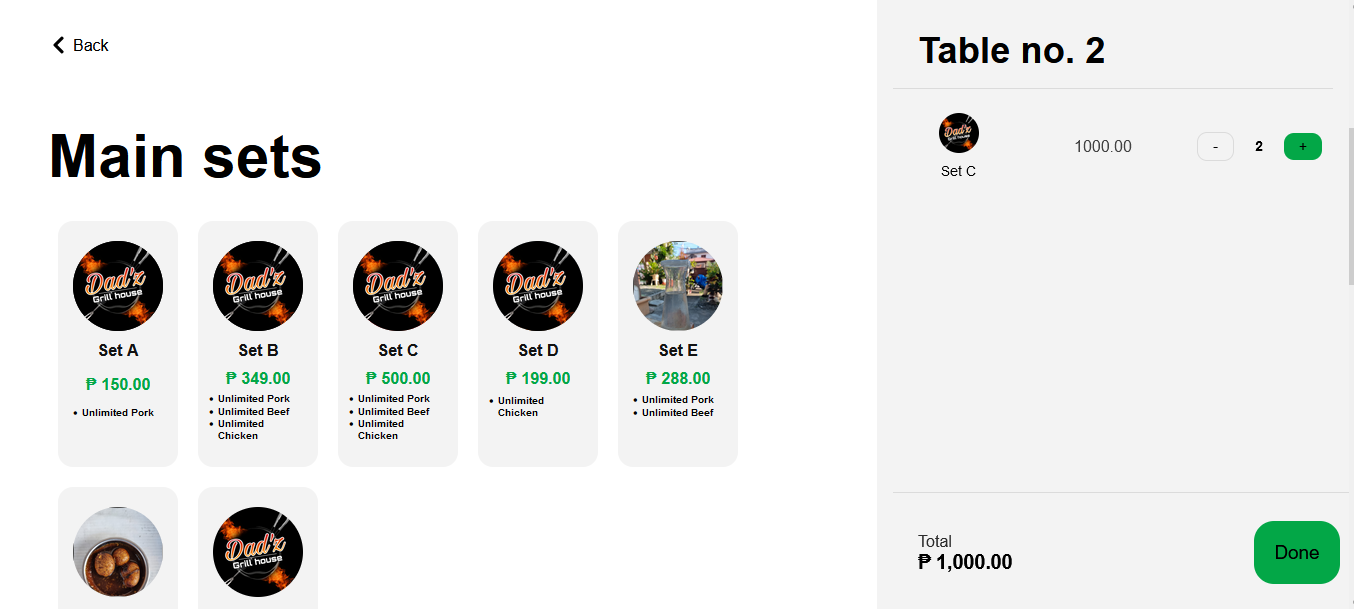 Back
Main sets
Dad'z
Grill house
Set A
₱ 150.00
• Unlimited Pork
Dad'z
Grill house
Set B
₱ 349.00
• Unlimited Pork
• Unlimited Beef
• Unlimited
Chicken
Dad'z
Grill house
Set C
₱ 500.00
• Unlimited Pork
• Unlimited Beef
• Unlimited
Chicken
Dad'z
Grill house
Set D
₱ 199.00
• Unlimited
Chicken
Set E
₱ 288.00
• Unlimited Pork
• Unlimited Beef
Dad'z
Grill house
Table no. 2
Dad'z
Grill house
Set C
1000.00
-
2
+
Total
₱ 1,000.00
Done